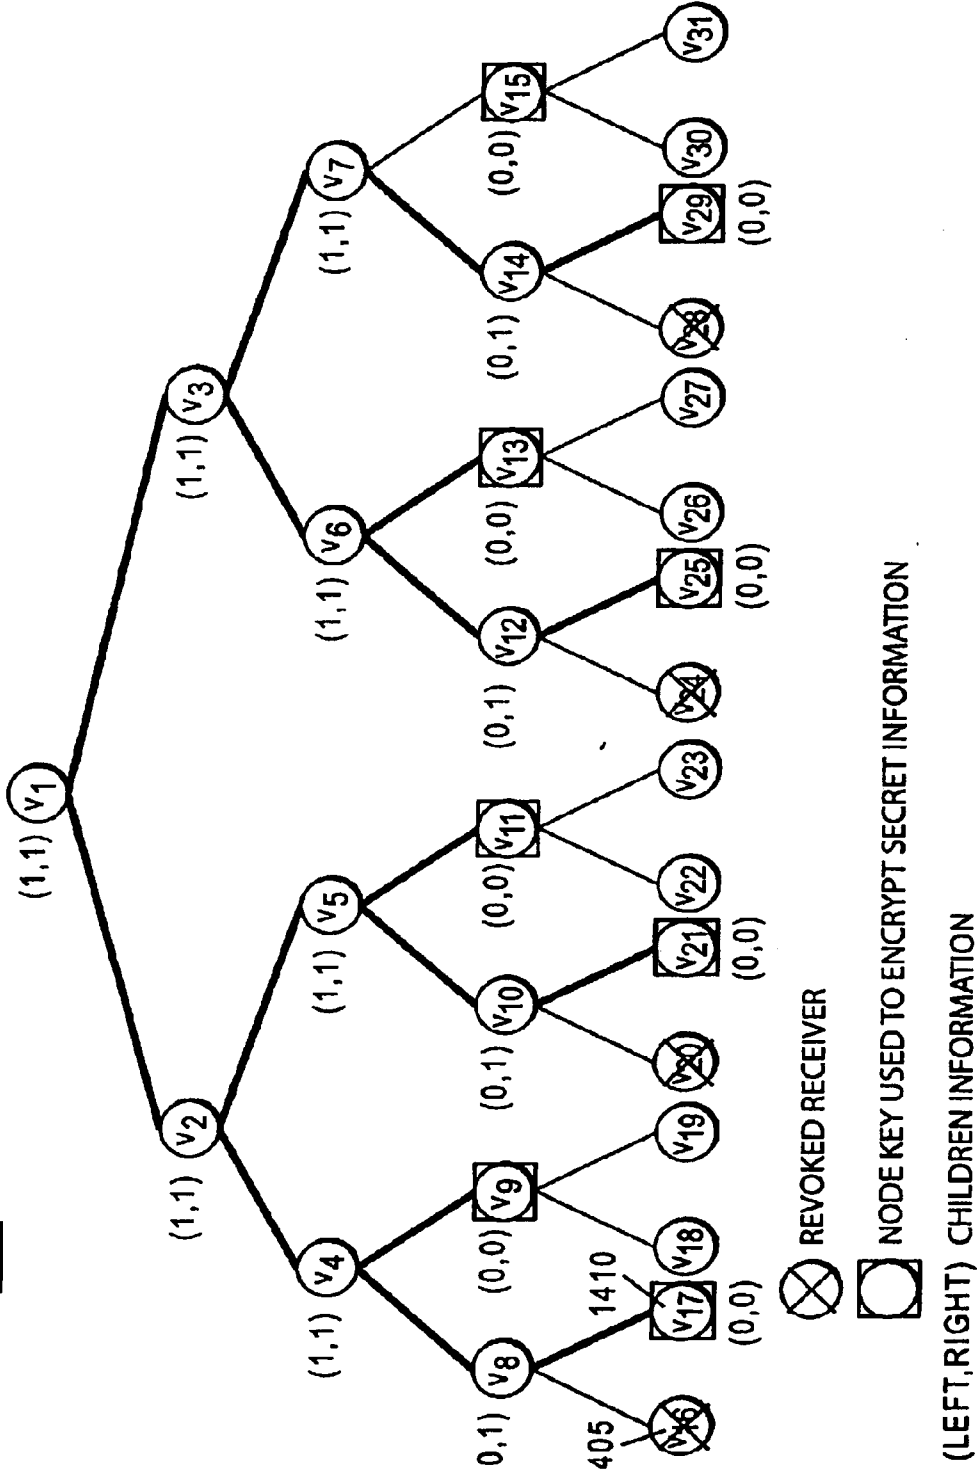 (1,1) V1
(1,1) V2
(1,1) V3
(1,1) V4
(1,1) V5
(1,1) V6
(1,1) V7
0,1) V8
(0,0) V9
(0,1) V10
(0,0) V11
(0,1) V12
(0,0) V13
(0,1) V14
(0,0) V15
405
V16
1410
V17
V18
V19
V20
V21
V22
V23
V24
V25
V26
V27
V28
V29
V30
V31
(0,0)
(0,0)
(0,0)
(0,0)
REVOKED RECEIVER
NODE KEY USED TO ENCRYPT SECRET INFORMATION
(LEFT,RIGHT) CHILDREN INFORMATION